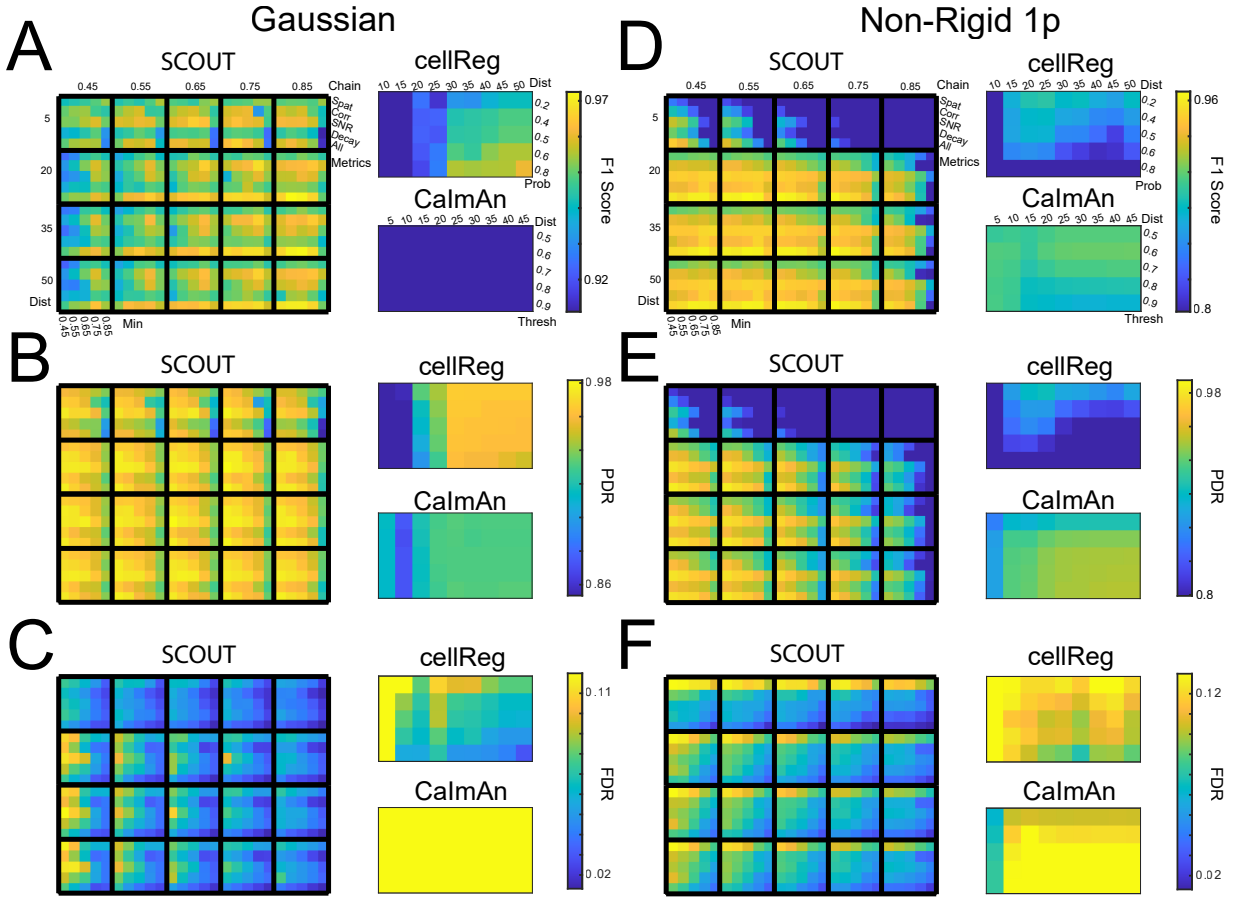 Gaussian
Non-Rigid 1p
A
SCOUT
0.45 0.55 0.65 0.75 0.85 Chain
5
20
35
50
Dist
Spat
Corr
SNR
Decay
All
Metrics
0.45 0.55 0.65 0.75 0.85
Min
cellReg
10 15 20 25 30 35 40 45 50 Dist
0.2
0.4
0.5
0.6
0.8
Prob
CaImAn
5 10 15 20 25 30 35 40 45 Dist
0.5
0.6
0.7
0.8
0.9
Thresh
0.97
F1 Score
0.92
D
SCOUT
0.45 0.55 0.65 0.75 0.85 Chain
5
20
35
50
Dist
Spat
Corr
SNR
Decay
All
Metrics
0.45 0.55 0.65 0.75 0.85
Min
cellReg
10 15 20 25 30 35 40 45 50 Dist
0.2
0.4
0.5
0.6
0.8
Prob
CaImAn
5 10 15 20 25 30 35 40 45 Dist
0.5
0.6
0.7
0.8
0.9
Thresh
0.96
F1 Score
0.8
B
SCOUT
cellReg
CaImAn
0.98
PDR
0.86
E
SCOUT
cellReg
CaImAn
0.98
PDR
0.8
C
SCOUT
cellReg
CaImAn
0.11
FDR
0.02
F
SCOUT
cellReg
CaImAn
0.12
FDR
0.02